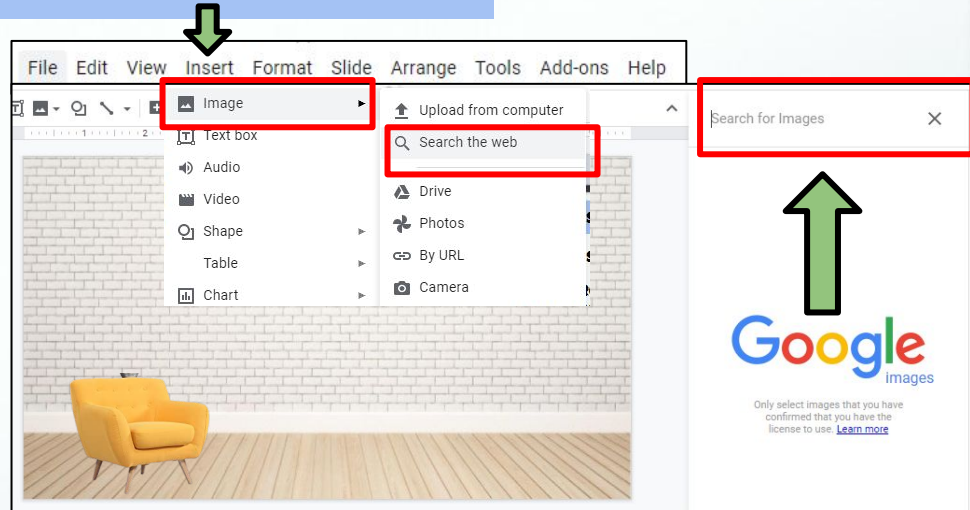 File Edit View Insert Format Slide Arrange Tools Add-ons Help
1 2
Image
Text box
Audio
Video
Shape
Table
Chart
Upload from computer
Search the web
Drive
Photos
By URL
Camera
Search for Images
Google
images
Only select images that you have
confirmed that you have the
license to use. Learn more